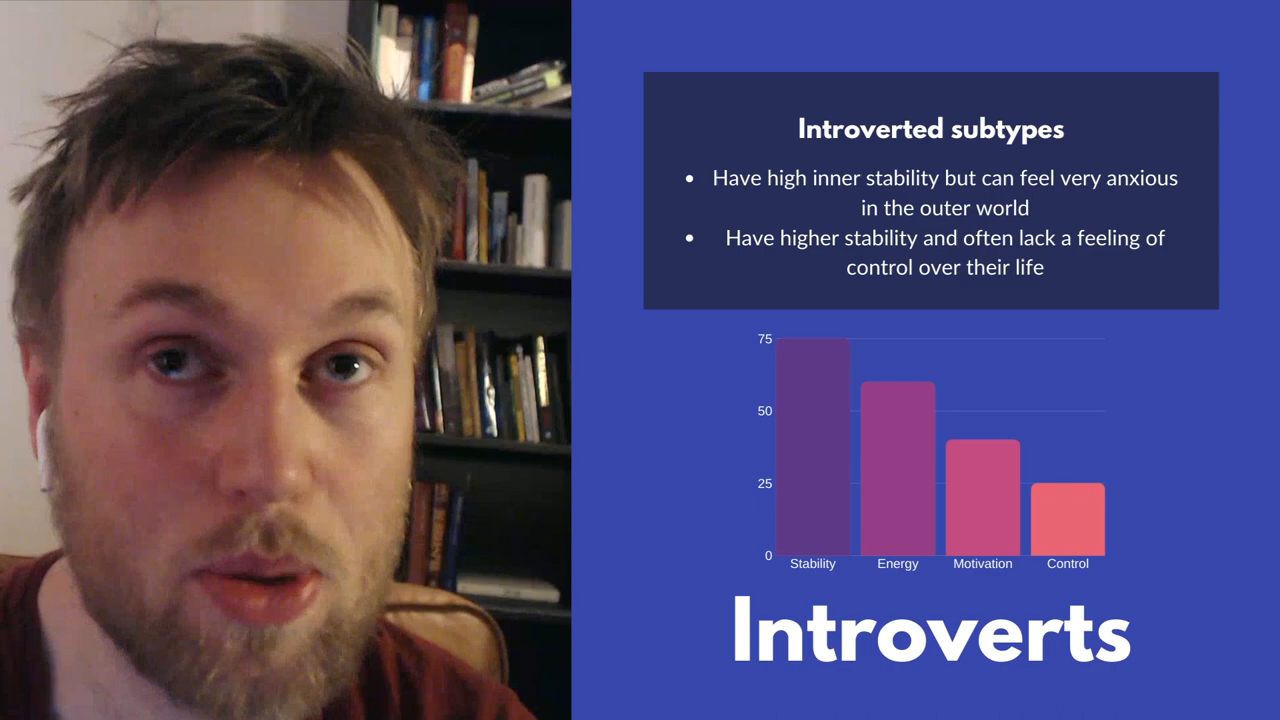 Introverted subtypes
• Have high inner stability but can feel very anxious
in the outer world
• Have higher stability and often lack a feeling of
control over their life
75
50
25
0
Stability Energy Motivation Control
Introverts